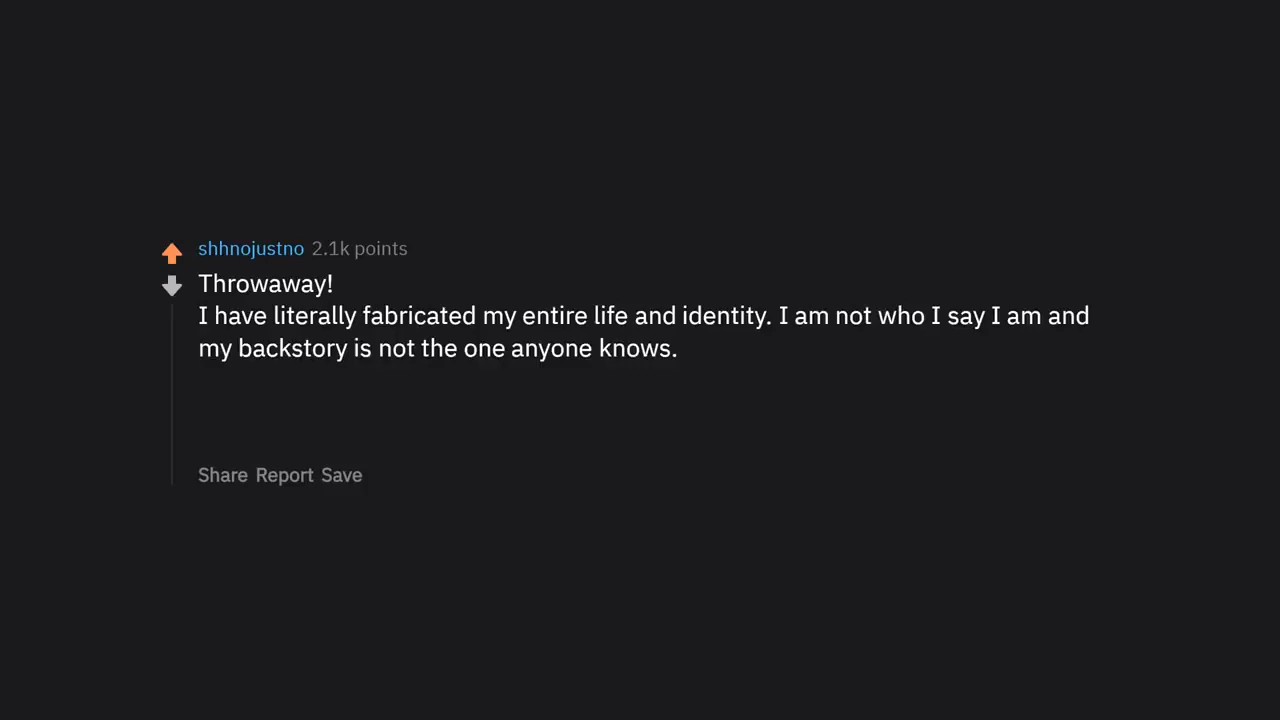 shhnojustno 2.1k points
Throwaway!
I have literally fabricated my entire life and identity. I am not who I say I am and
my backstory is not the one anyone knows.
Share Report Save